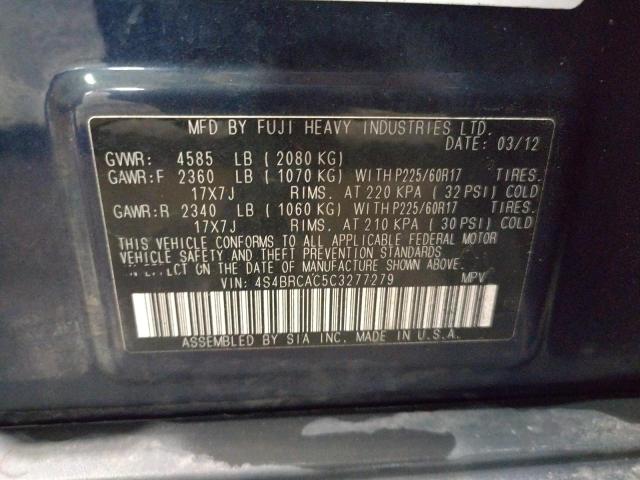 MFD BY FUJI HEAVY INDUSTRIES LTD.
DATE: 03/12
GVWR: 4585 LB ( 2080 KG)
GAWR:F 2360 LB ( 1070 KG) WITH P225/60R17 TIRES.
17X7J RIMS. AT 220 KPA ( 32 PSI) COLD
GAWR:R 2340 LB ( 1060 KG) WITH P225/60R17 TIRES.
17X7J RIMS. AT 210 KPA ( 30 PSI) COLD
THIS VEHICLE CONFORMS TO ALL APPLICABLE FEDERAL MOTOR
VEHICLE SAFETY AND THEFT PREVENTION STANDARDS
IN EFFECT ON THE DATE OF MANUFACTURE SHOWN ABOVE.
VIN: 4S4BRCAC5C3277279 MPV
ASSEMBLED BY SIA INC. MADE IN U.S.A.